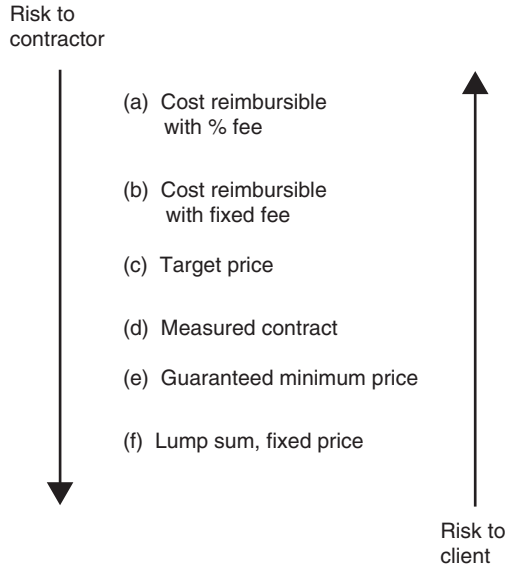 Risk to
contractor
(a) Cost reimbursible
with % fee
(b) Cost reimbursible
with fixed fee
(c) Target price
(d) Measured contract
(e) Guaranteed minimum price
(f) Lump sum, fixed price
Risk to
client